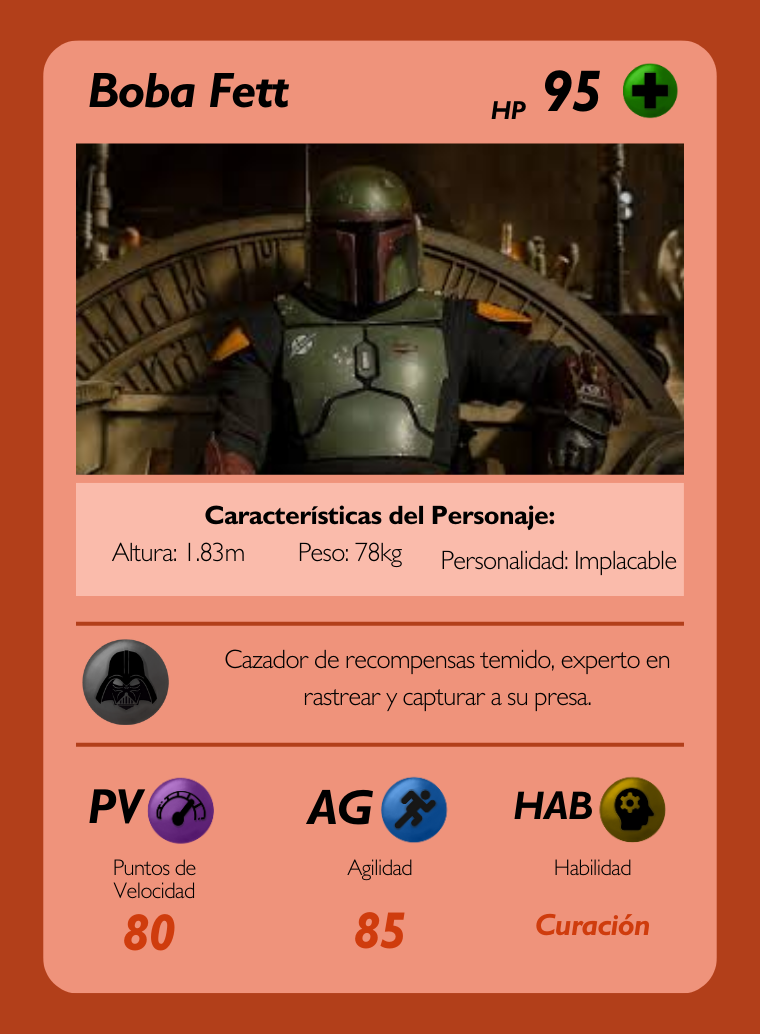 Boba Fett
HP 95
Características del Personaje:
Altura: 1.83m Peso: 78kg Personalidad: Implacable
Cazador de recompensas temido, experto en
rastrear y capturar a su presa.
PV AG HAB
Puntos de Velocidad
Agilidad
Habilidad
80
85
Curación